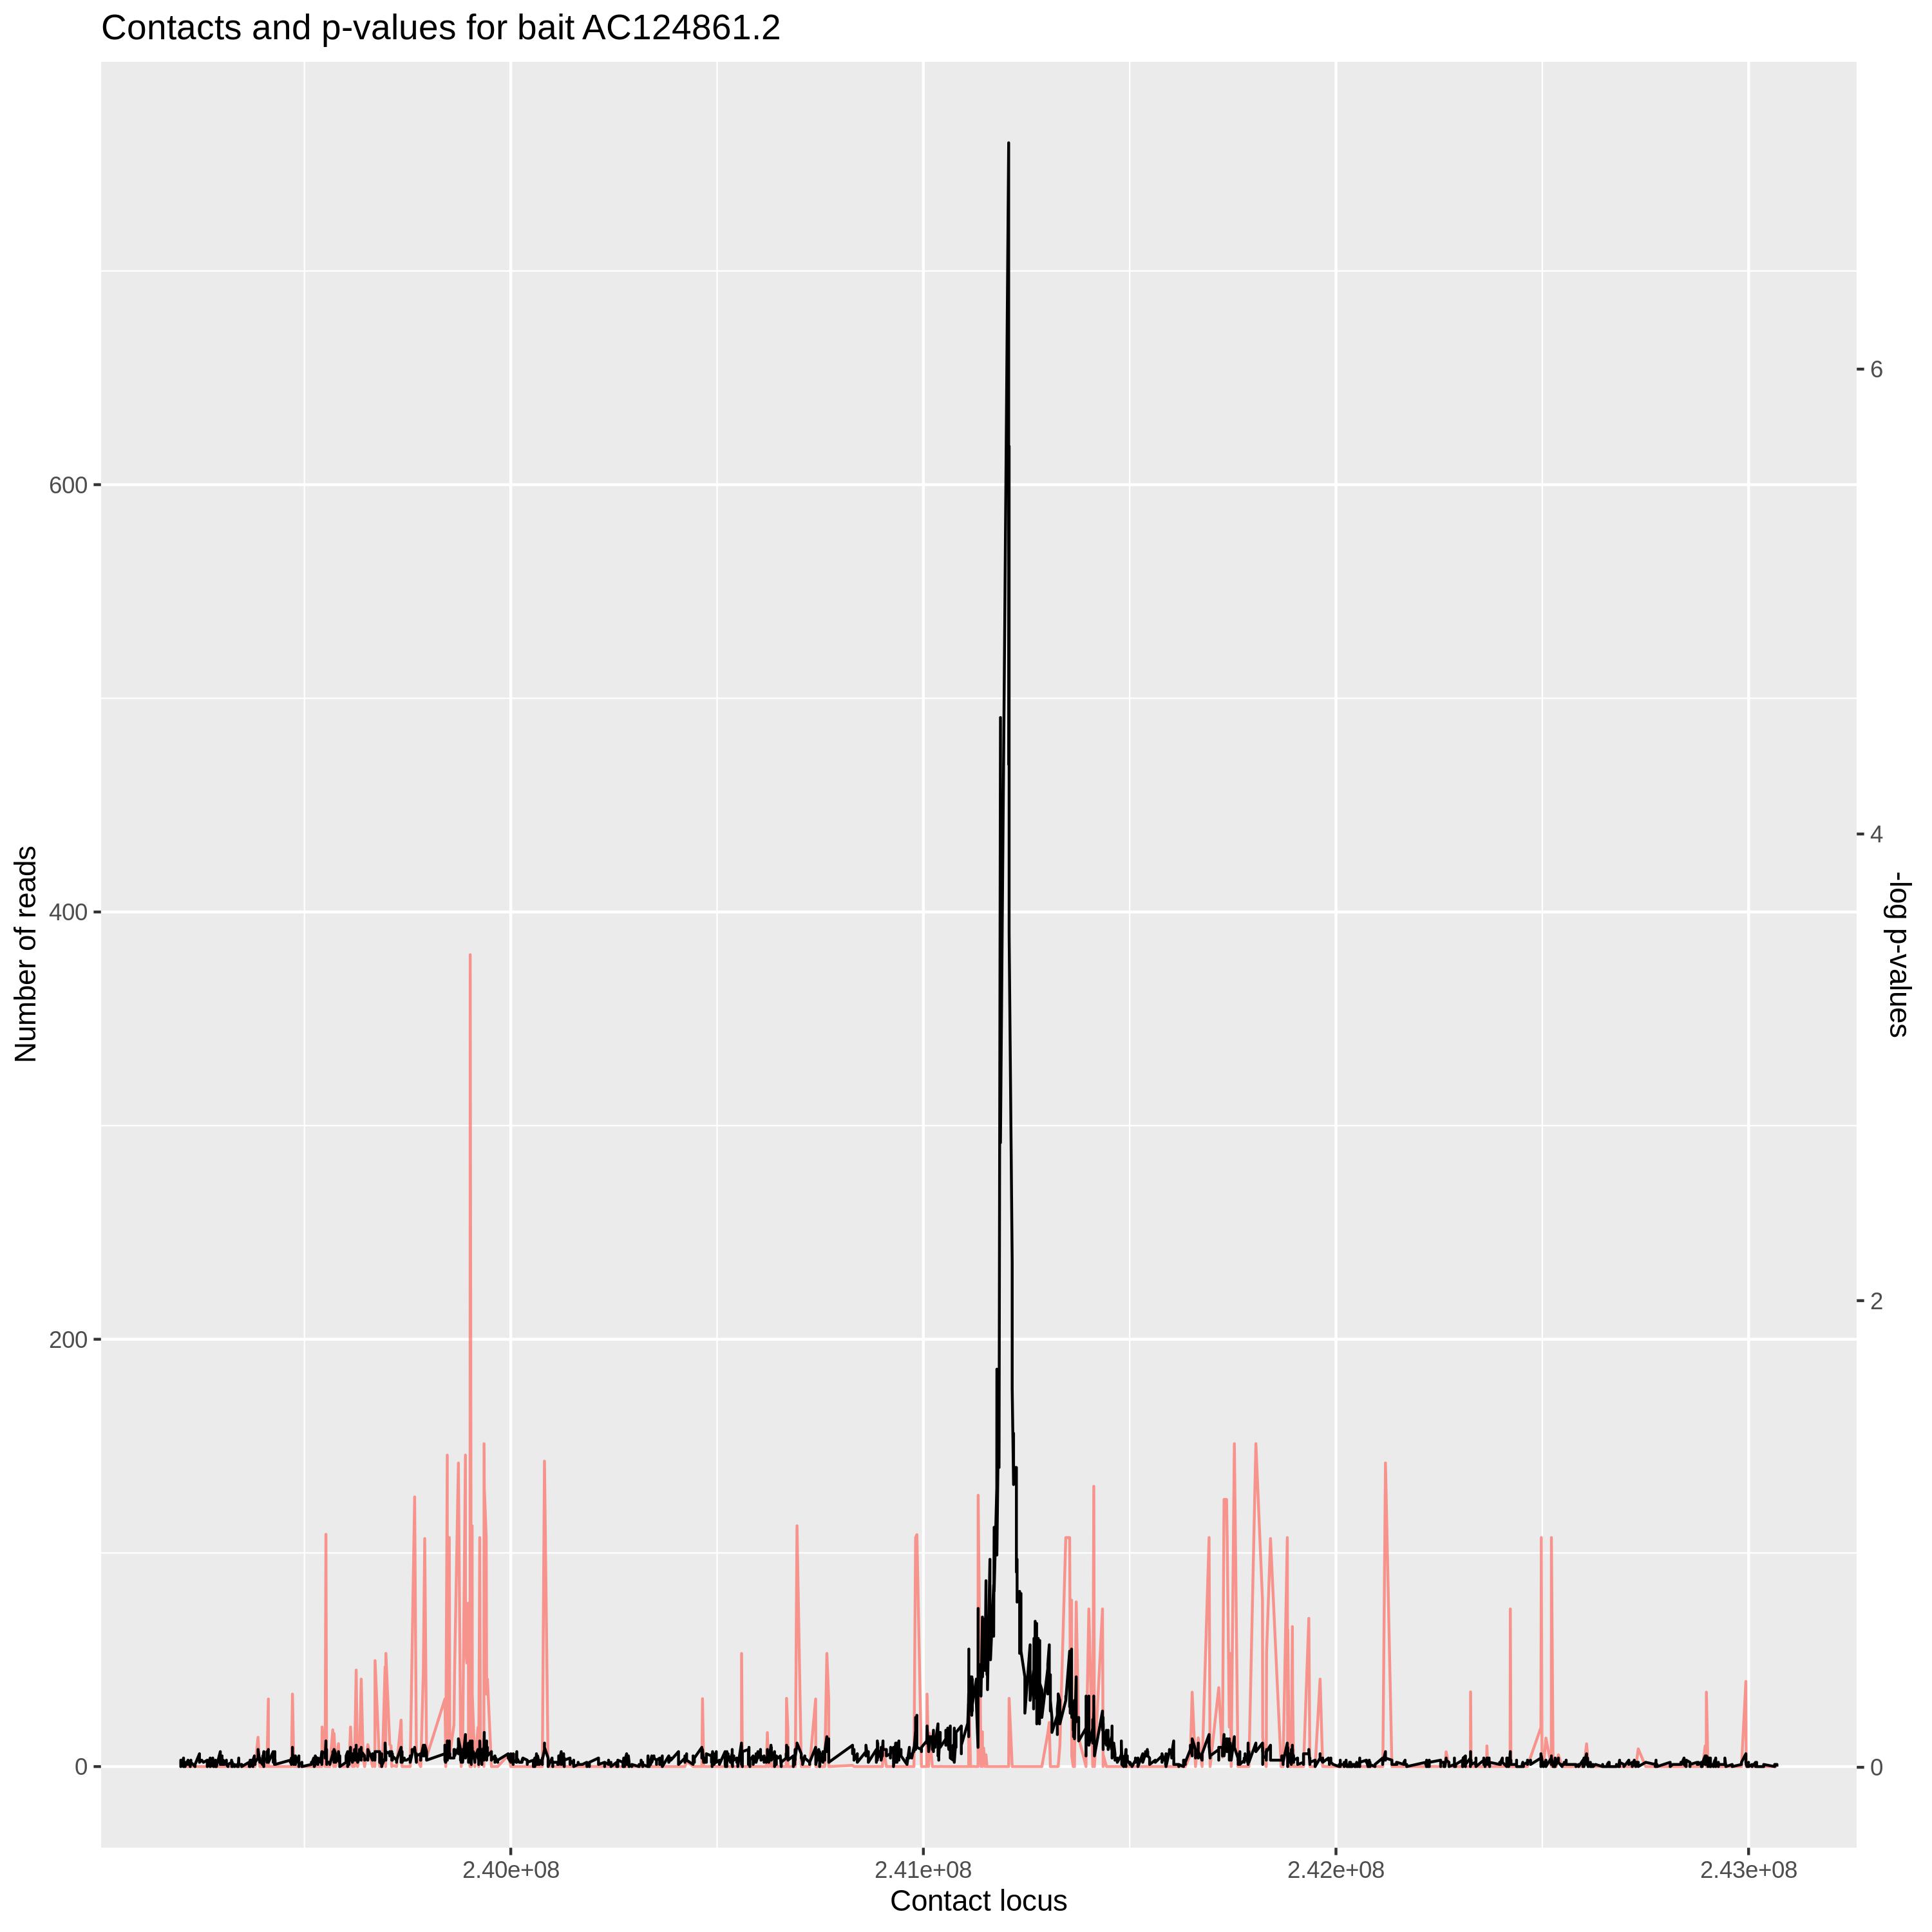 Contacts and p-values for bait AC124861.2
600
400
200
0
Number of reads
6
4
2
0
-log p-values
2.40e+08 2.41e+08 2.42e+08 2.43e+08
Contact locus